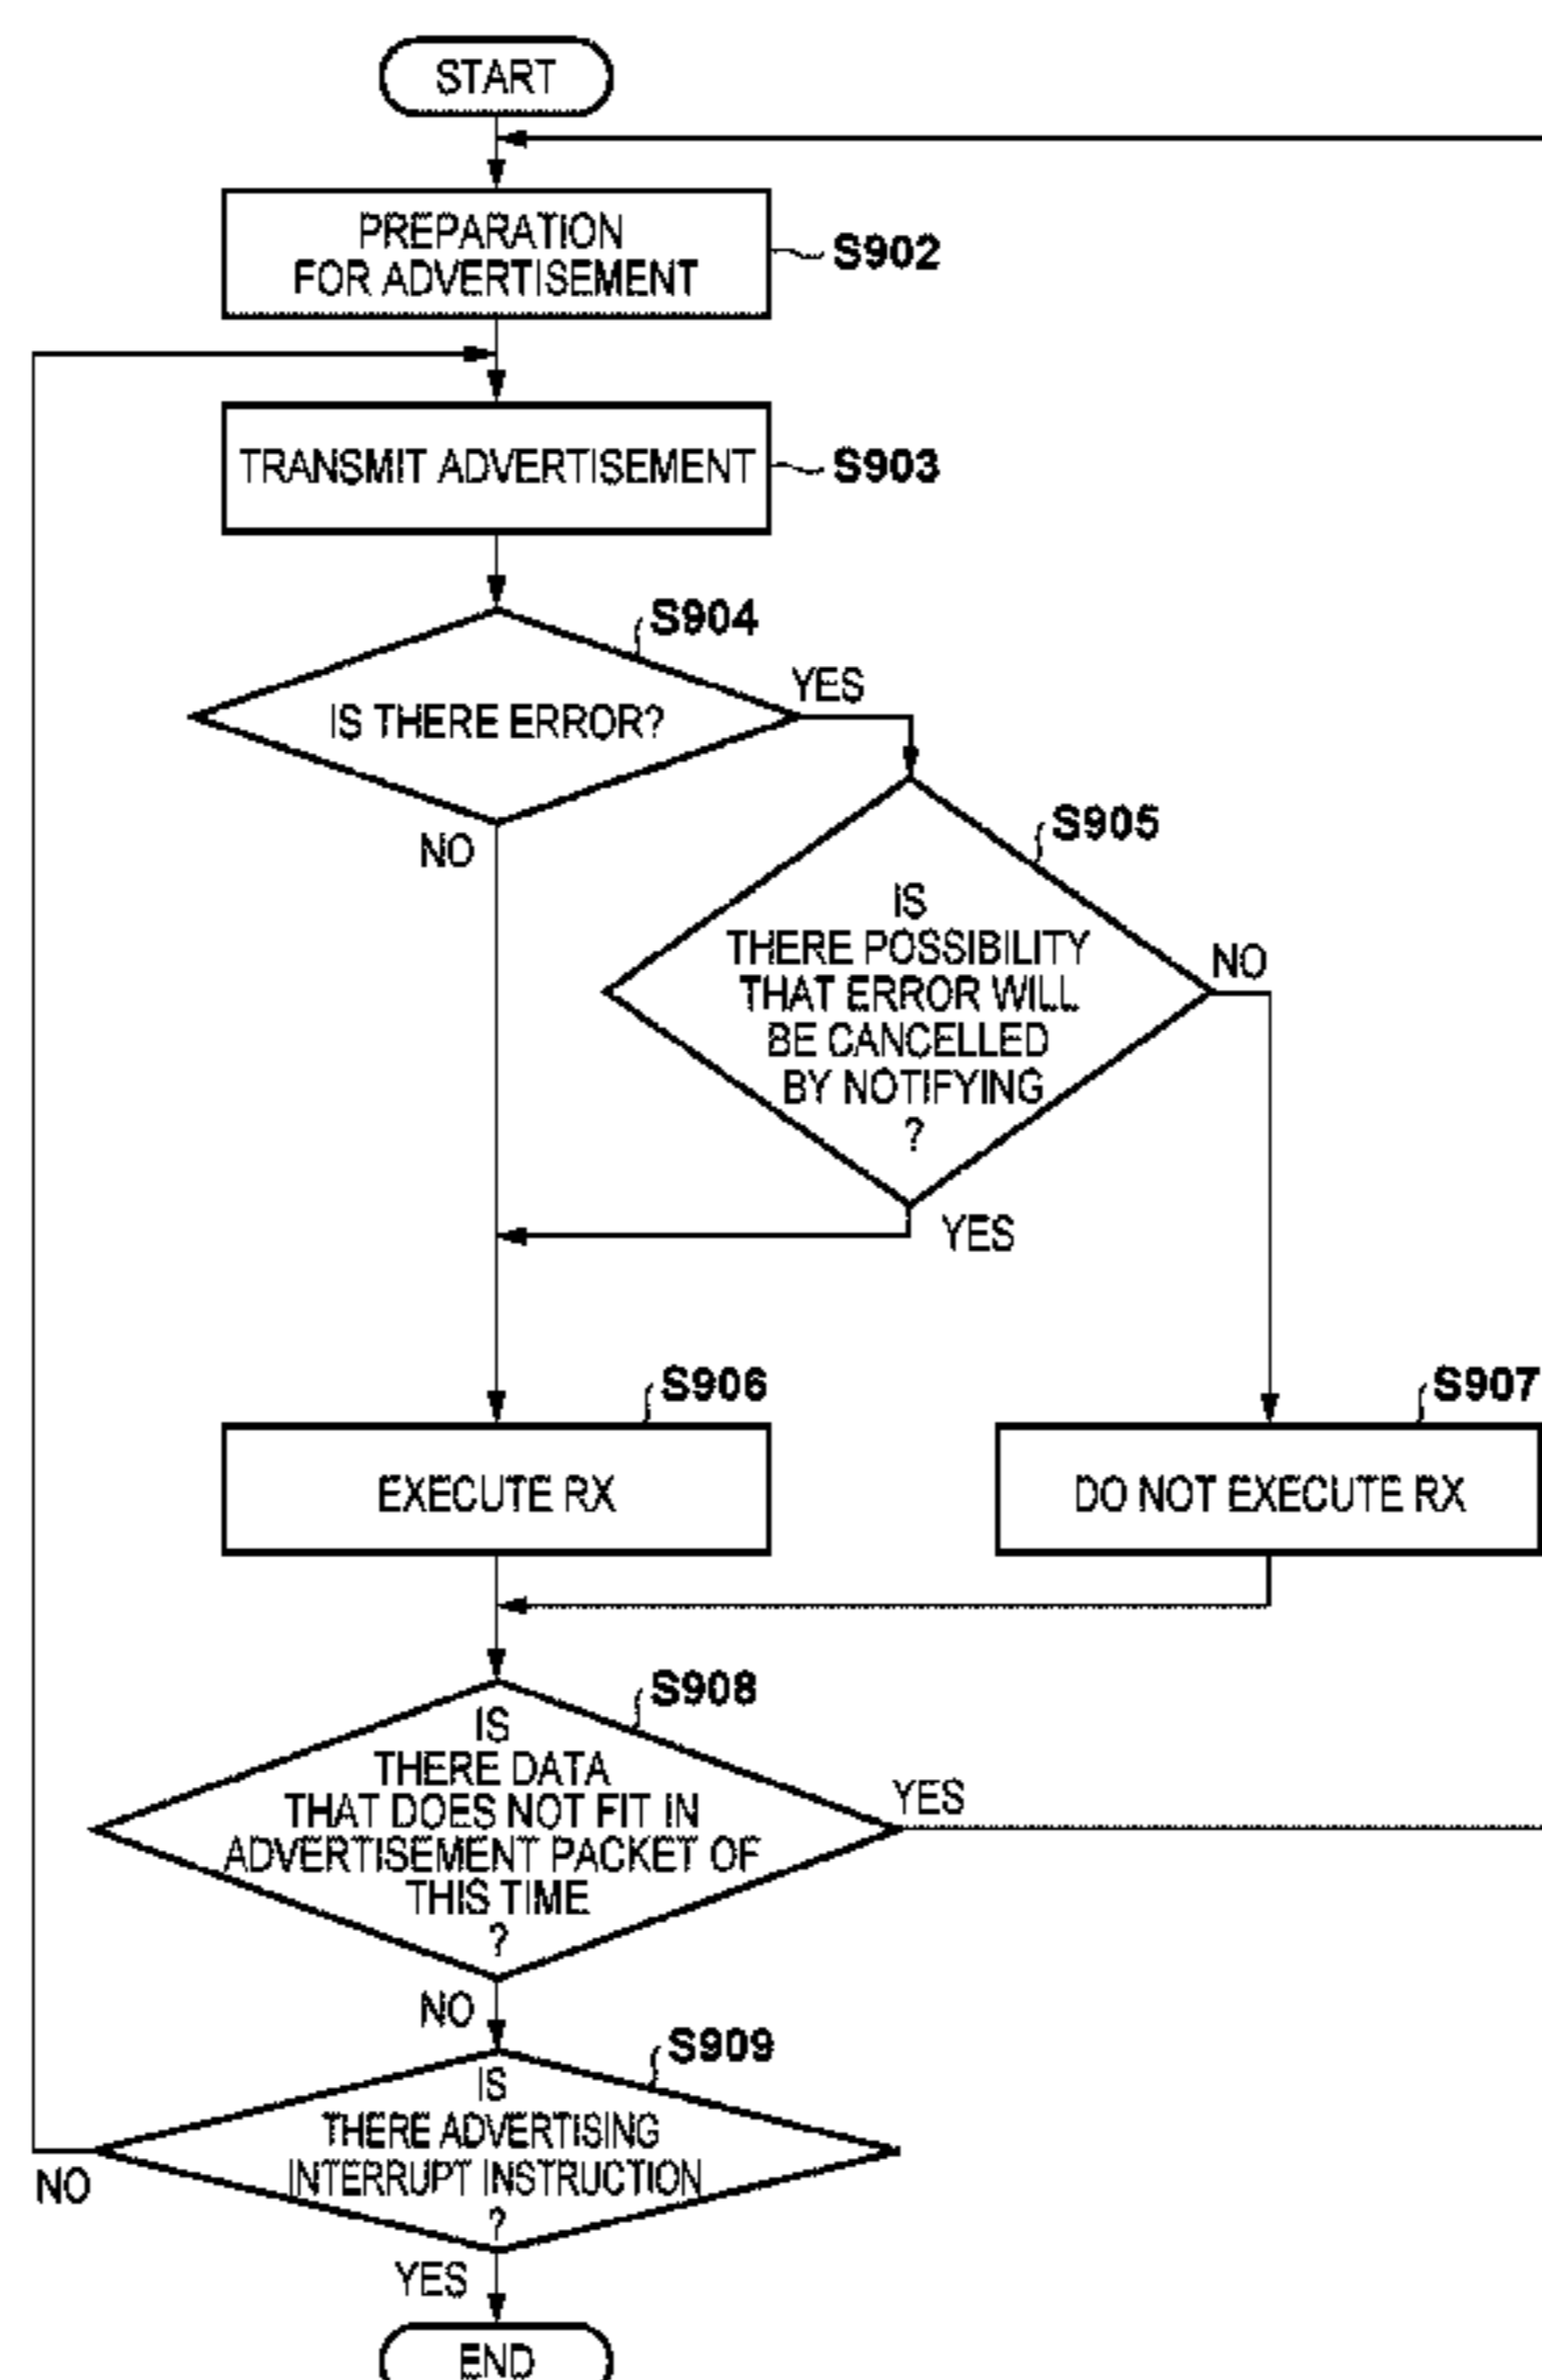 START
PREPARATION
FOR ADVERTISEMENT
S902
TRANSMIT ADVERTISEMENT
S903
S904
IS THERE ERROR?
YES
NO
S905
IS
THERE POSSIBILITY
THAT ERROR WILL
BE CANCELLED
BY NOTIFYING
?
NO
YES
S906
EXECUTE RX
S907
DO NOT EXECUTE RX
S908
IS
THERE DATA
THAT DOES NOT FIT IN
ADVERTISEMENT PACKET OF
THIS TIME
?
YES
NO
S909
IS
THERE ADVERTISING
INTERRUPT INSTRUCTION
?
NO
YES
END